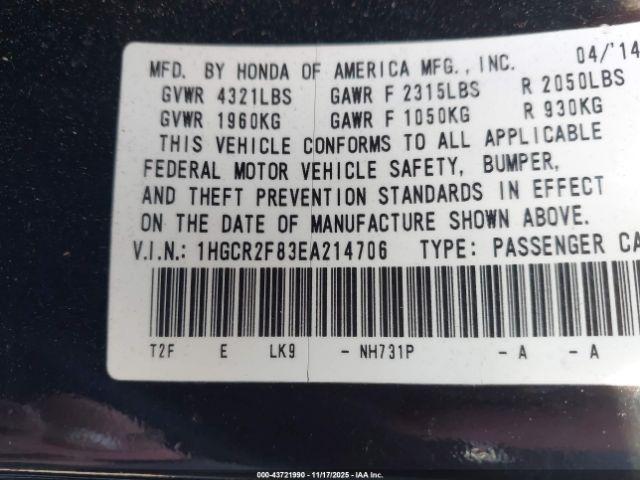 MFD. BY HONDA OF AMERICA MFG., INC. 04/'14
GVWR 4321LBS GAWR F 2315LBS R 2050LBS
GVWR 1960KG GAWR F 1050KG R 930KG
THIS VEHICLE CONFORMS TO ALL APPLICABLE
FEDERAL MOTOR VEHICLE SAFETY, BUMPER,
AND THEFT PREVENTION STANDARDS IN EFFECT
ON THE DATE OF MANUFACTURE SHOWN ABOVE.
V.I.N.: 1HGCR2F83EA214706 TYPE: PASSENGER CA
T2F E LK9 - NH731P - A - A
000-43721990 - 11/17/2025 - IAA Inc.